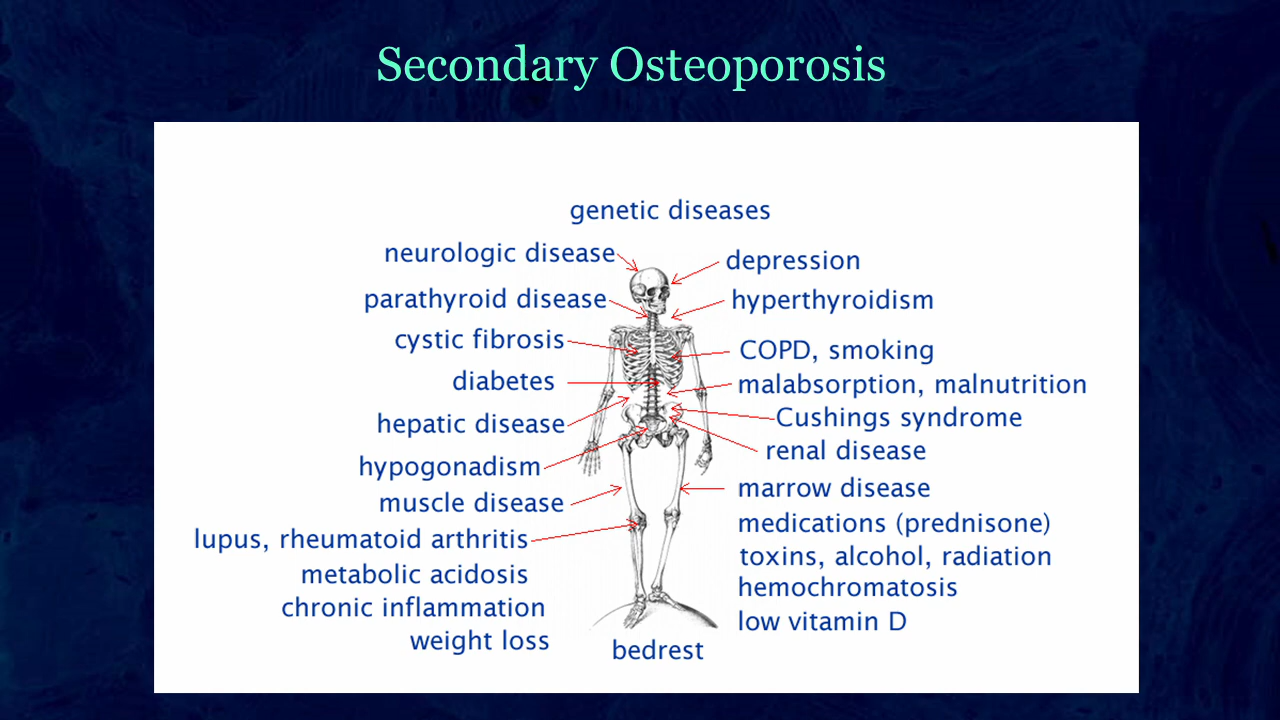 Secondary Osteoporosis
genetic diseases
neurologic disease
depression
parathyroid disease
hyperthyroidism
cystic fibrosis
COPD, smoking
diabetes
malabsorption, malnutrition
hepatic disease
Cushings syndrome
renal disease
hypogonadism
muscle disease
marrow disease
lupus, rheumatoid arthritis
medications (prednisone)
metabolic acidosis
toxins, alcohol, radiation
chronic inflammation
hemochromatosis
weight loss
low vitamin D
bedrest